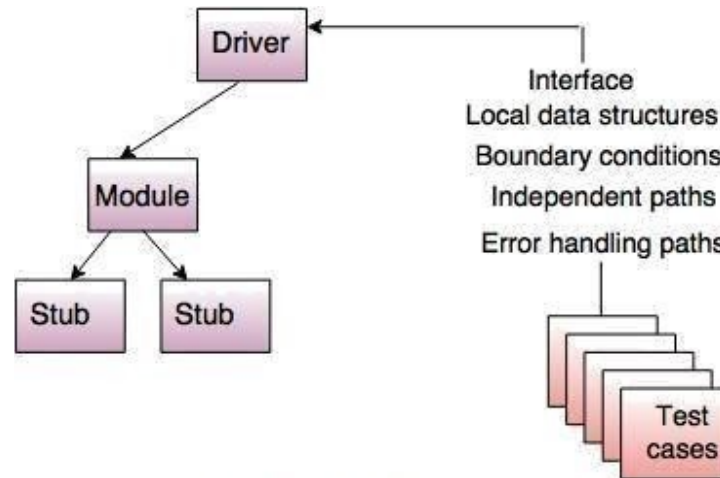 Driver
Module
Stub
Stub
Interface
Local data structures
Boundary conditions
Independent paths
Error handling paths
Test
cases